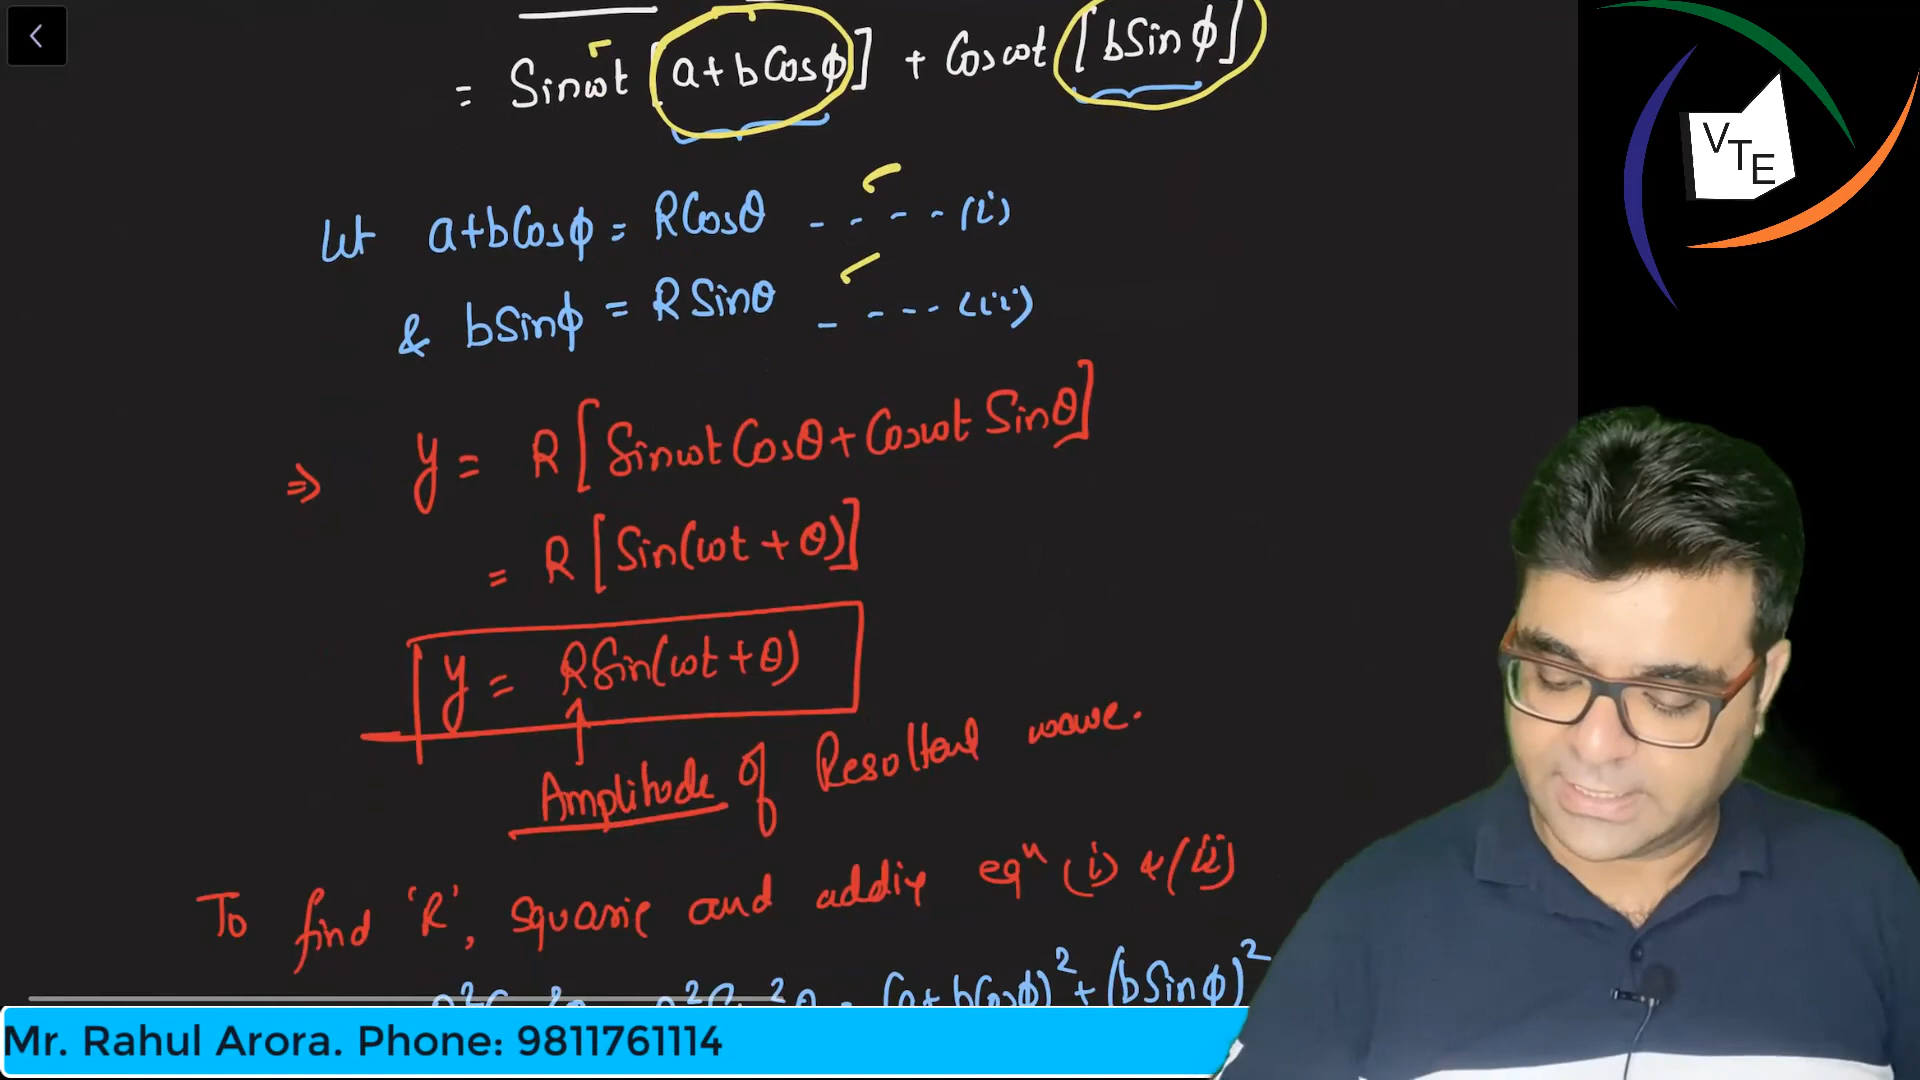 = Sinωt [a+bCosϕ] + Cosωt [bSinϕ]
let a+bCosϕ = RCosθ - - - - (i)
& bSinϕ = RSinθ - - - - (ii)
⇒ y = R[Sinωt Cosθ + Cosωt Sinθ]
= R[Sin(ωt + θ)]
y = RSin(ωt + θ)
Amplitude of Resultant wave.
To find 'R', squaring and adding eqⁿ (i) & (ii)
= (a+bCosϕ)² + (bSinϕ)²
VTE
Mr. Rahul Arora. Phone: 9811761114